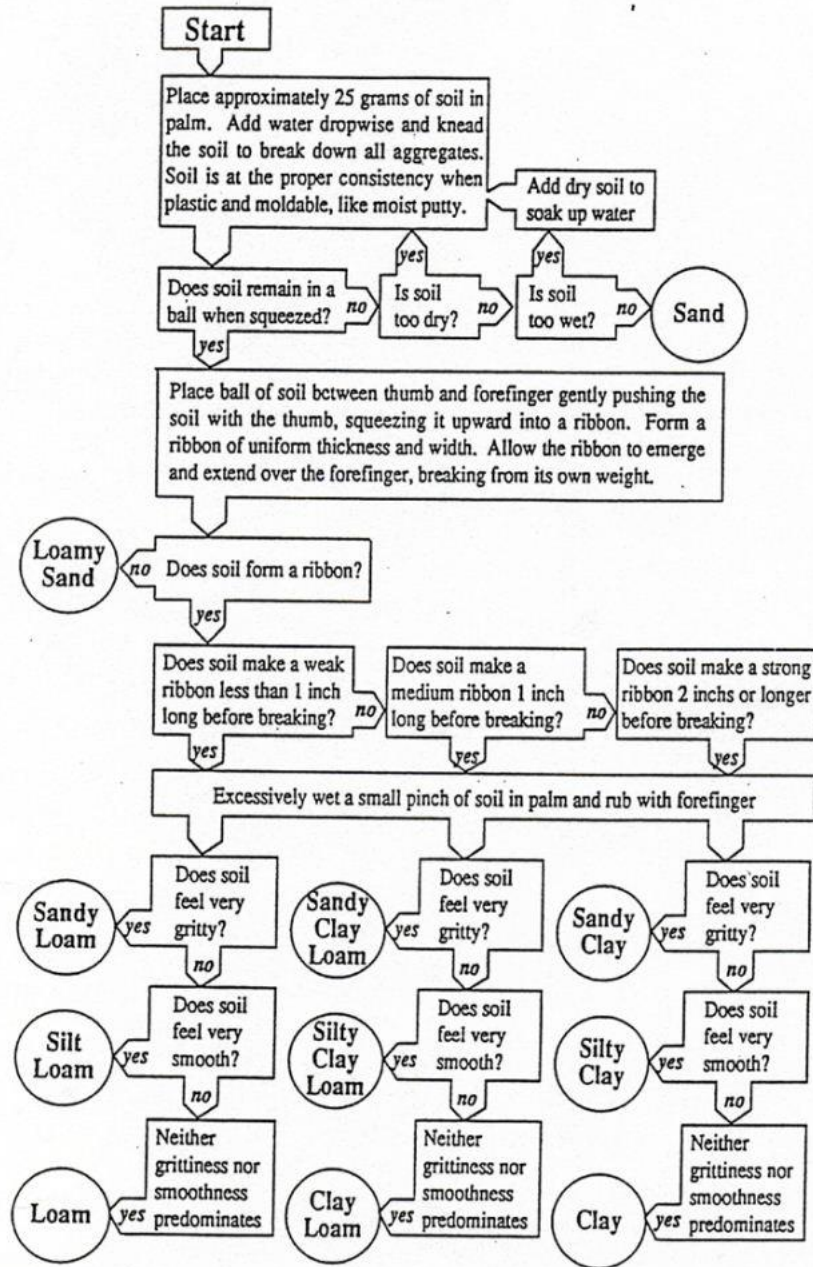 Start
Place approximately 25 grams of soil in
palm. Add water dropwise and knead
the soil to break down all aggregates.
Soil is at the proper consistency when
plastic and moldable, like moist putty.
Add dry soil to
soak up water
yes
yes
Does soil remain in a
ball when squeezed?
no
Is soil
too dry?
no
Is soil
too wet?
no
Sand
yes
Place ball of soil between thumb and forefinger gently pushing the
soil with the thumb, squeezing it upward into a ribbon. Form a
ribbon of uniform thickness and width. Allow the ribbon to emerge
and extend over the forefinger, breaking from its own weight.
Loamy
Sand
no
Does soil form a ribbon?
yes
Does soil make a weak
ribbon less than 1 inch
long before breaking?
no
Does soil make a
medium ribbon 1 inch
long before breaking?
no
Does soil make a strong
ribbon 2 inchs or longer
before breaking?
yes
yes
yes
Excessively wet a small pinch of soil in palm and rub with forefinger
Sandy
Loam
yes
Does soil
feel very
gritty?
no
Sandy
Clay
Loam
yes
Does soil
feel very
gritty?
no
Sandy
Clay
yes
Does soil
feel very
gritty?
no
Silt
Loam
yes
Does soil
feel very
smooth?
no
Silty
Clay
Loam
yes
Does soil
feel very
smooth?
no
Silty
Clay
yes
Does soil
feel very
smooth?
no
Loam
yes
Neither
grittiness nor
smoothness
predominates
Clay
Loam
yes
Neither
grittiness nor
smoothness
predominates
Clay
yes
Neither
grittiness nor
smoothness
predominates